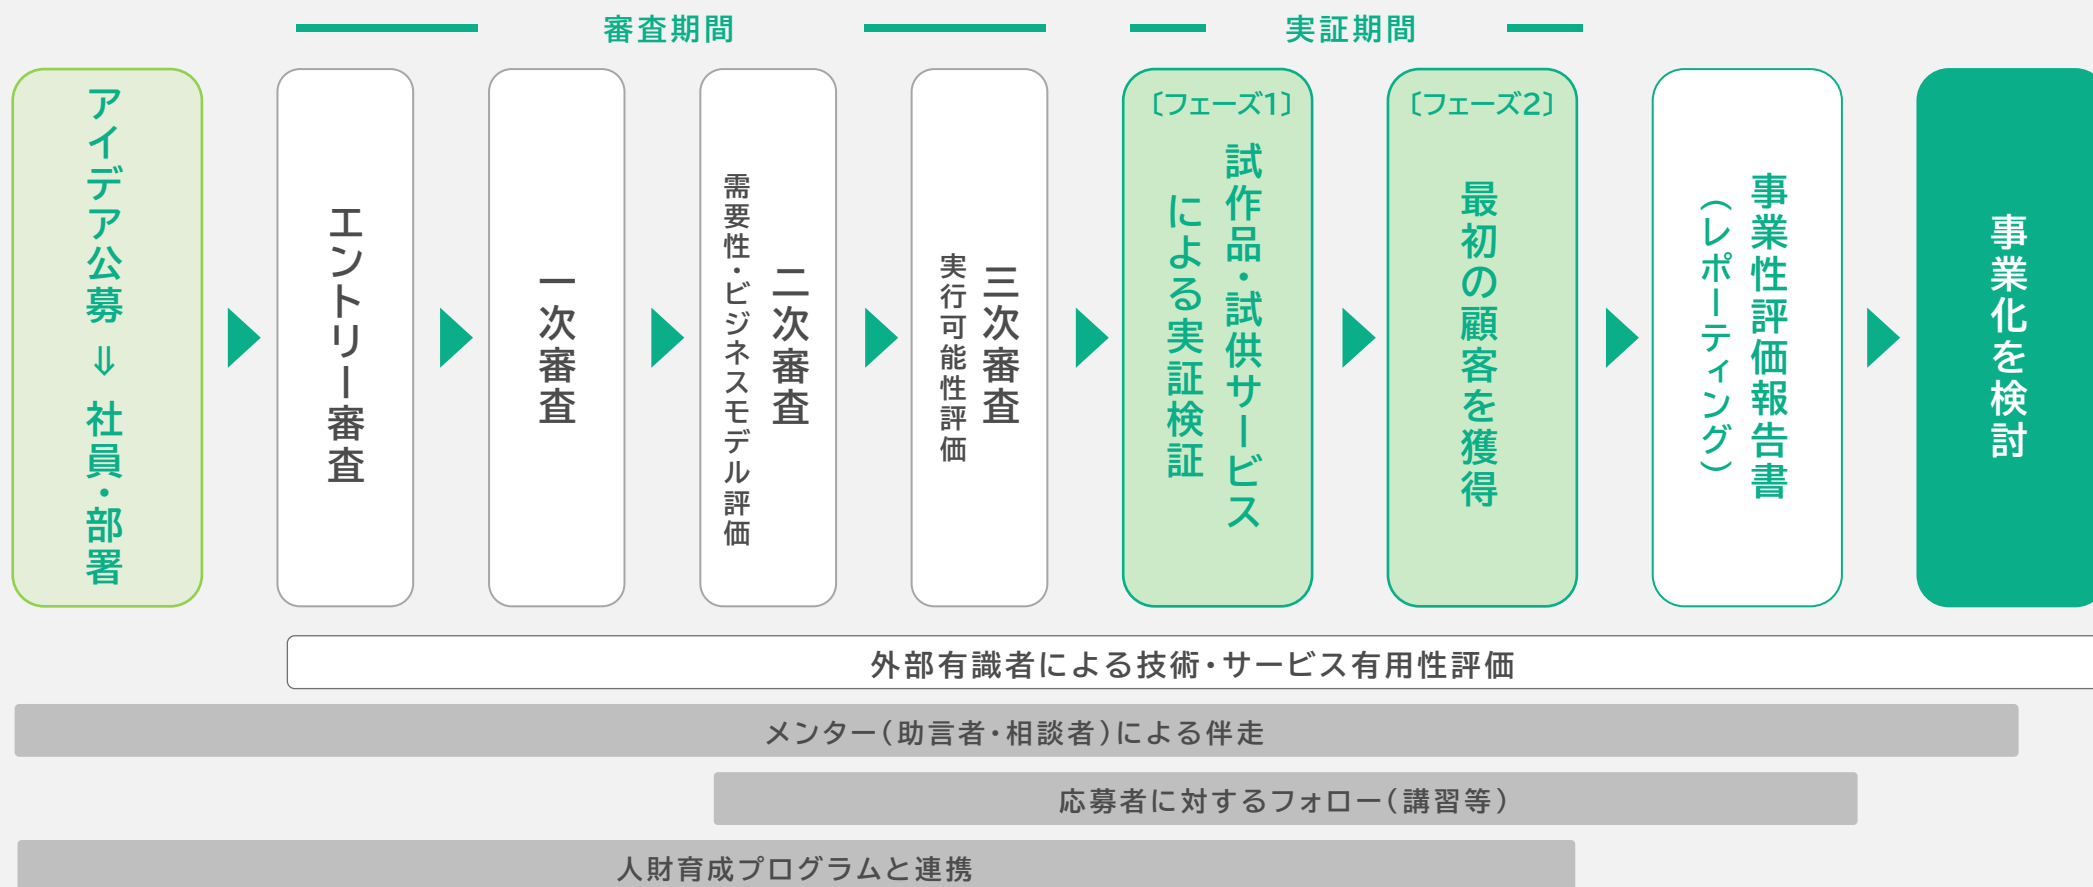 審査期間
実証期間
アイデア公募 ⇒ 社員・部署
エントリー審査
一次審査
二次審査
需要性・ビジネスモデル評価
三次審査
実行可能性評価
〔フェーズ1〕
試作品・試供サービス
による実証検証
〔フェーズ2〕
最初の顧客を獲得
事業性評価報告書
（レポーティング）
事業化を検討
外部有識者による技術・サービス有用性評価
メンター（助言者・相談者）による伴走
応募者に対するフォロー（講習等）
人財育成プログラムと連携